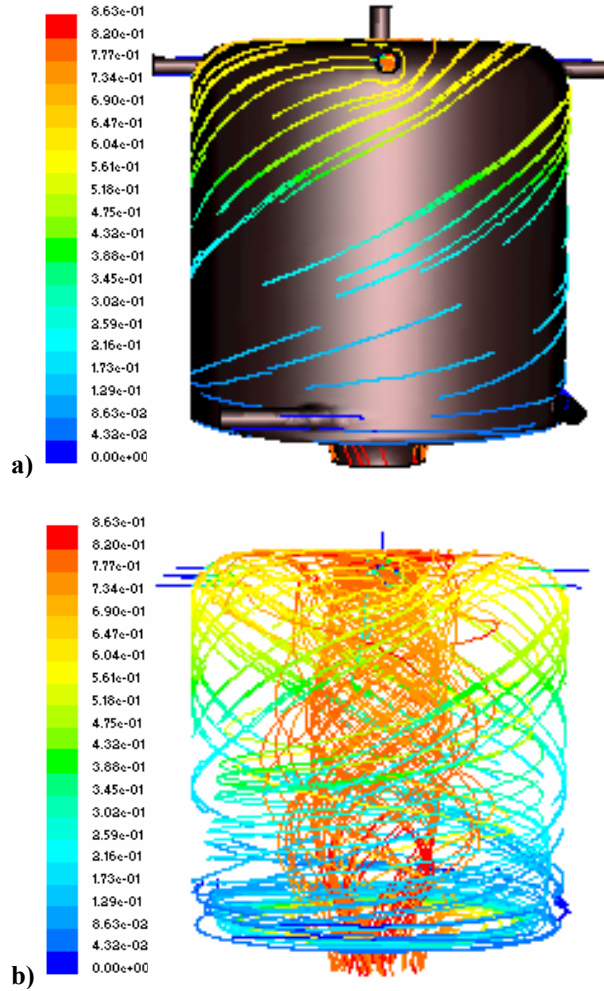 8.63e-01
8.20e-01
7.77e-01
7.34e-01
6.90e-01
6.47e-01
6.04e-01
5.61e-01
5.18e-01
4.75e-01
4.32e-01
3.88e-01
3.45e-01
3.02e-01
2.59e-01
2.16e-01
1.73e-01
1.29e-01
8.63e-02
4.32e-02
0.00e+00
a)
8.63e-01
8.20e-01
7.77e-01
7.34e-01
6.90e-01
6.47e-01
6.04e-01
5.61e-01
5.18e-01
4.75e-01
4.32e-01
3.88e-01
3.45e-01
3.02e-01
2.59e-01
2.16e-01
1.73e-01
1.29e-01
8.63e-02
4.32e-02
0.00e+00
b)